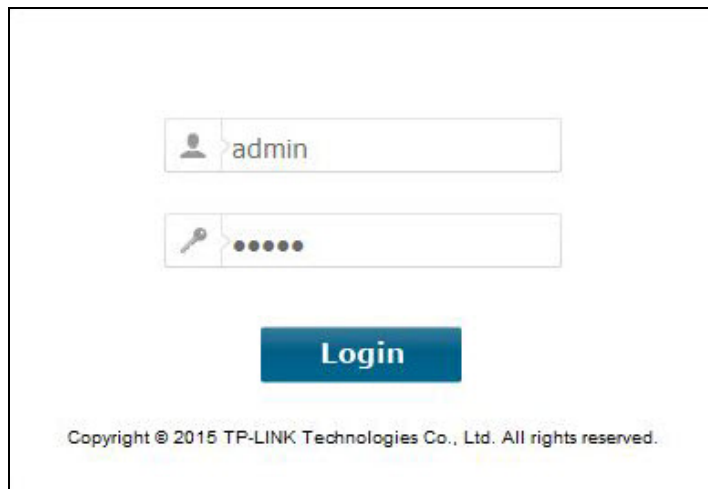 admin
●●●●●
Login
Copyright © 2015 TP-LINK Technologies Co., Ltd. All rights reserved.